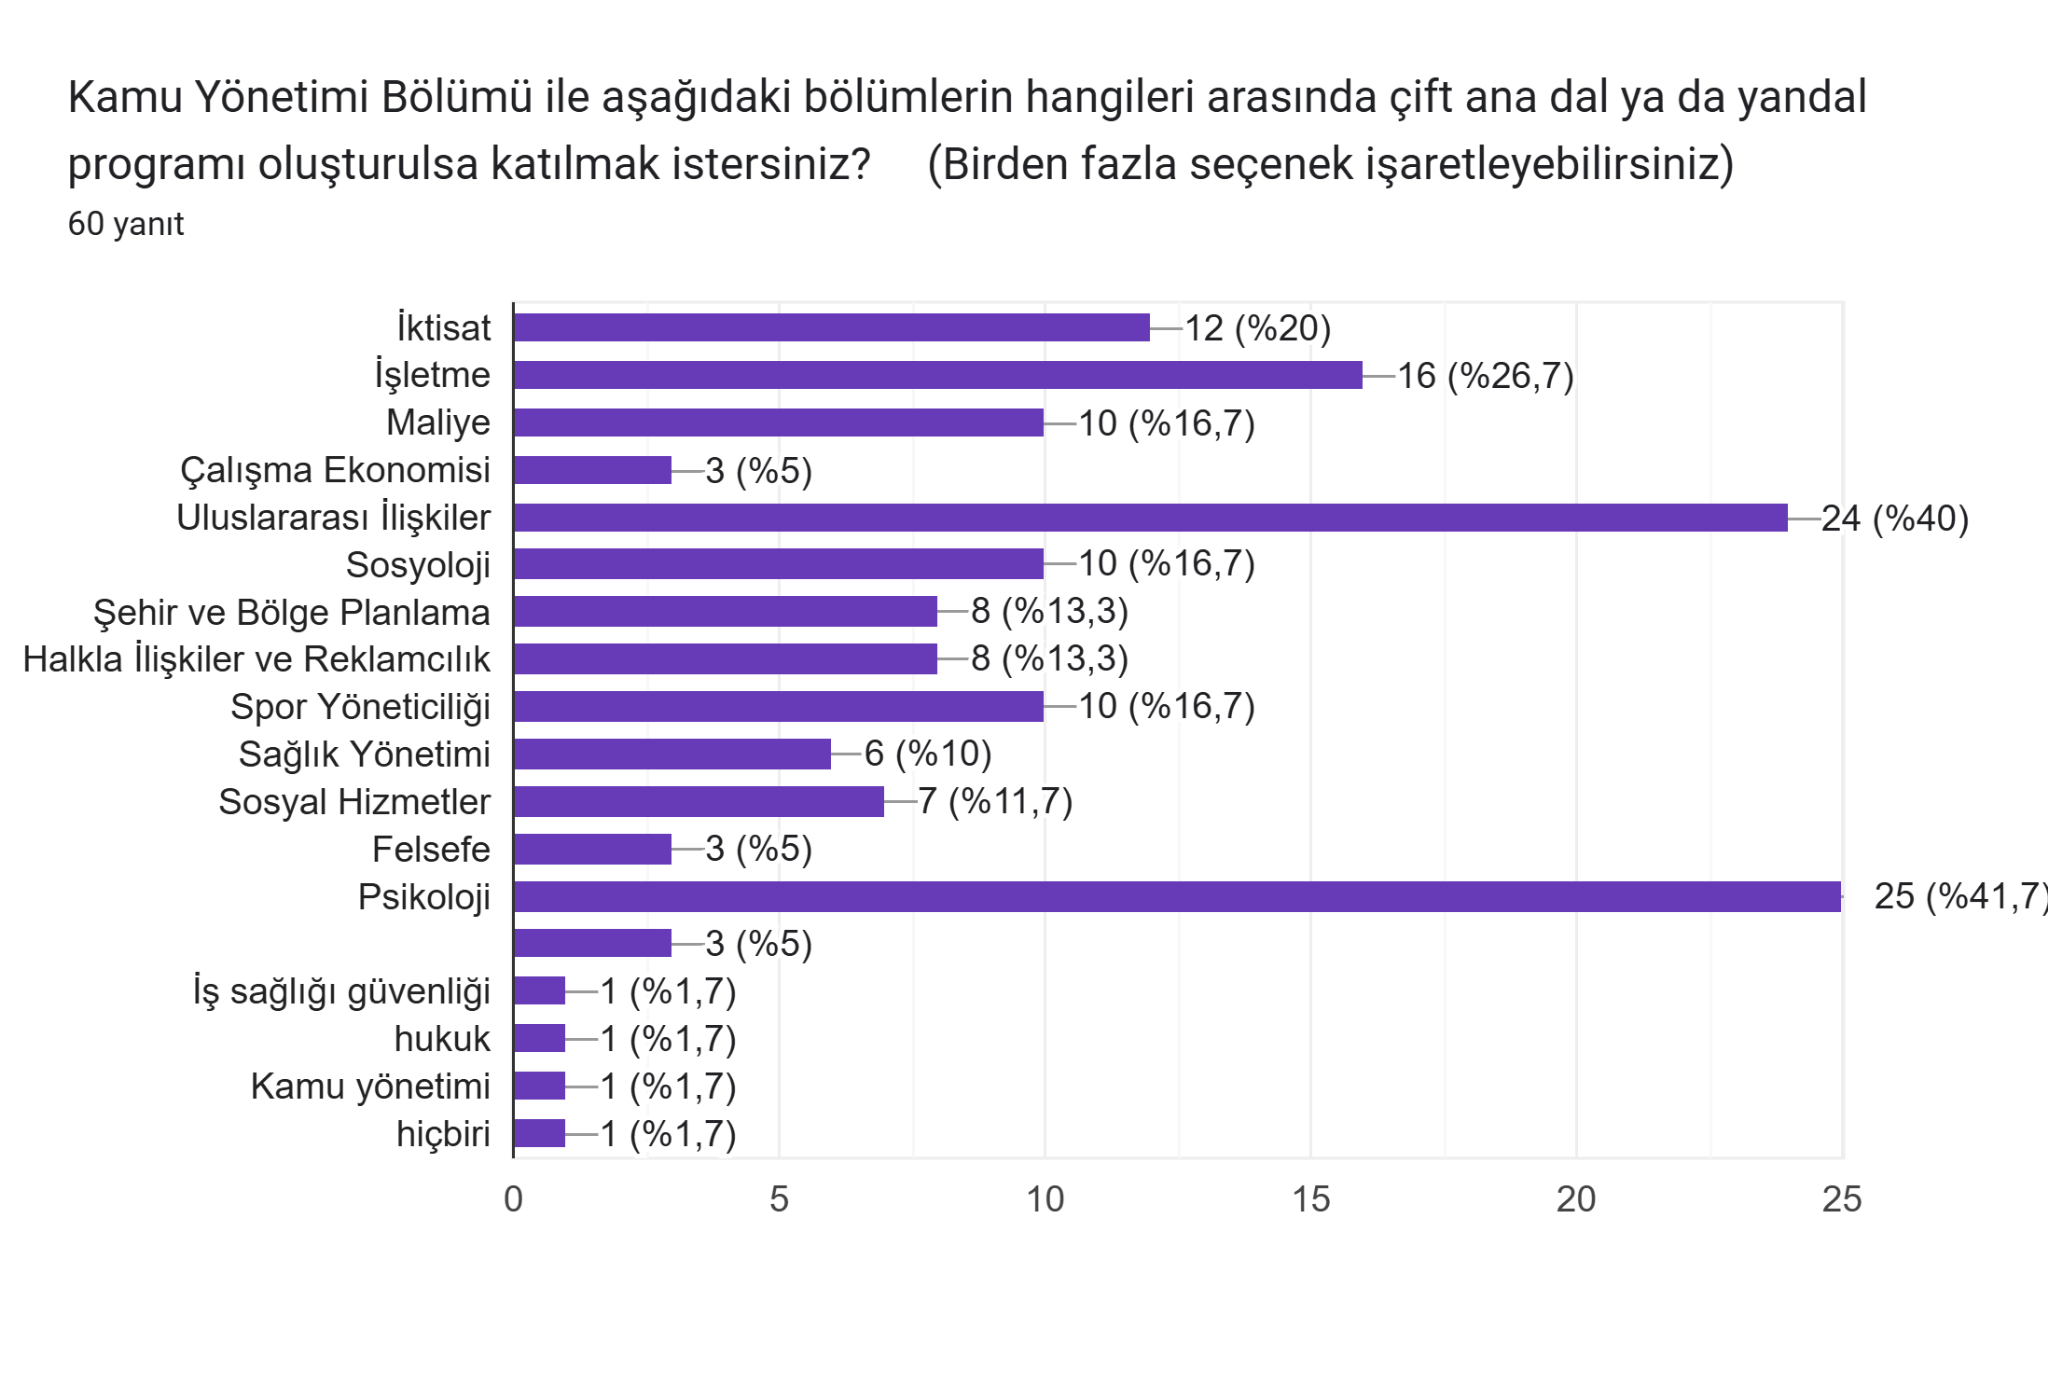 Kamu Yönetimi Bölümü ile aşağıdaki bölümlerin hangileri arasında çift ana dal ya da yandal
programı oluşturulsa katılmak istersiniz? (Birden fazla seçenek işaretleyebilirsiniz)
60 yanıt
İktisat 12 (%20)
İşletme 16 (%26,7)
Maliye 10 (%16,7)
Çalışma Ekonomisi 3 (%5)
Uluslararası İlişkiler 24 (%40)
Sosyoloji 10 (%16,7)
Şehir ve Bölge Planlama 8 (%13,3)
Halkla İlişkiler ve Reklamcılık 8 (%13,3)
Spor Yöneticiliği 10 (%16,7)
Sağlık Yönetimi 6 (%10)
Sosyal Hizmetler 7 (%11,7)
Felsefe 3 (%5)
Psikoloji 25 (%41,7)
3 (%5)
İş sağlığı güvenliği 1 (%1,7)
hukuk 1 (%1,7)
Kamu yönetimi 1 (%1,7)
hiçbiri 1 (%1,7)
0 5 10 15 20 25